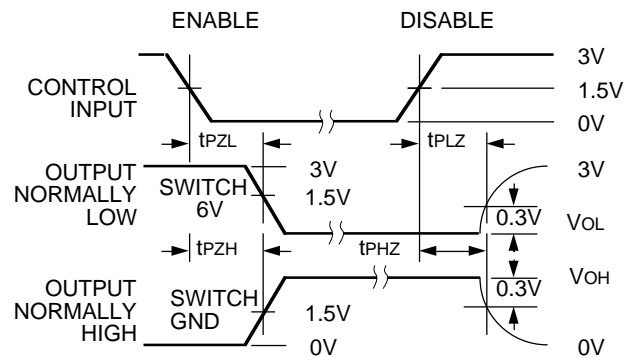 ENABLE DISABLE
3V
CONTROL INPUT 1.5V
0V
tPZL tPLZ
OUTPUT NORMALLY LOW
3V 3V
SWITCH 6V
1.5V
0.3V
VOL
tPZH tPHZ
VOH
0.3V
OUTPUT NORMALLY HIGH
SWITCH GND
1.5V
0V 0V